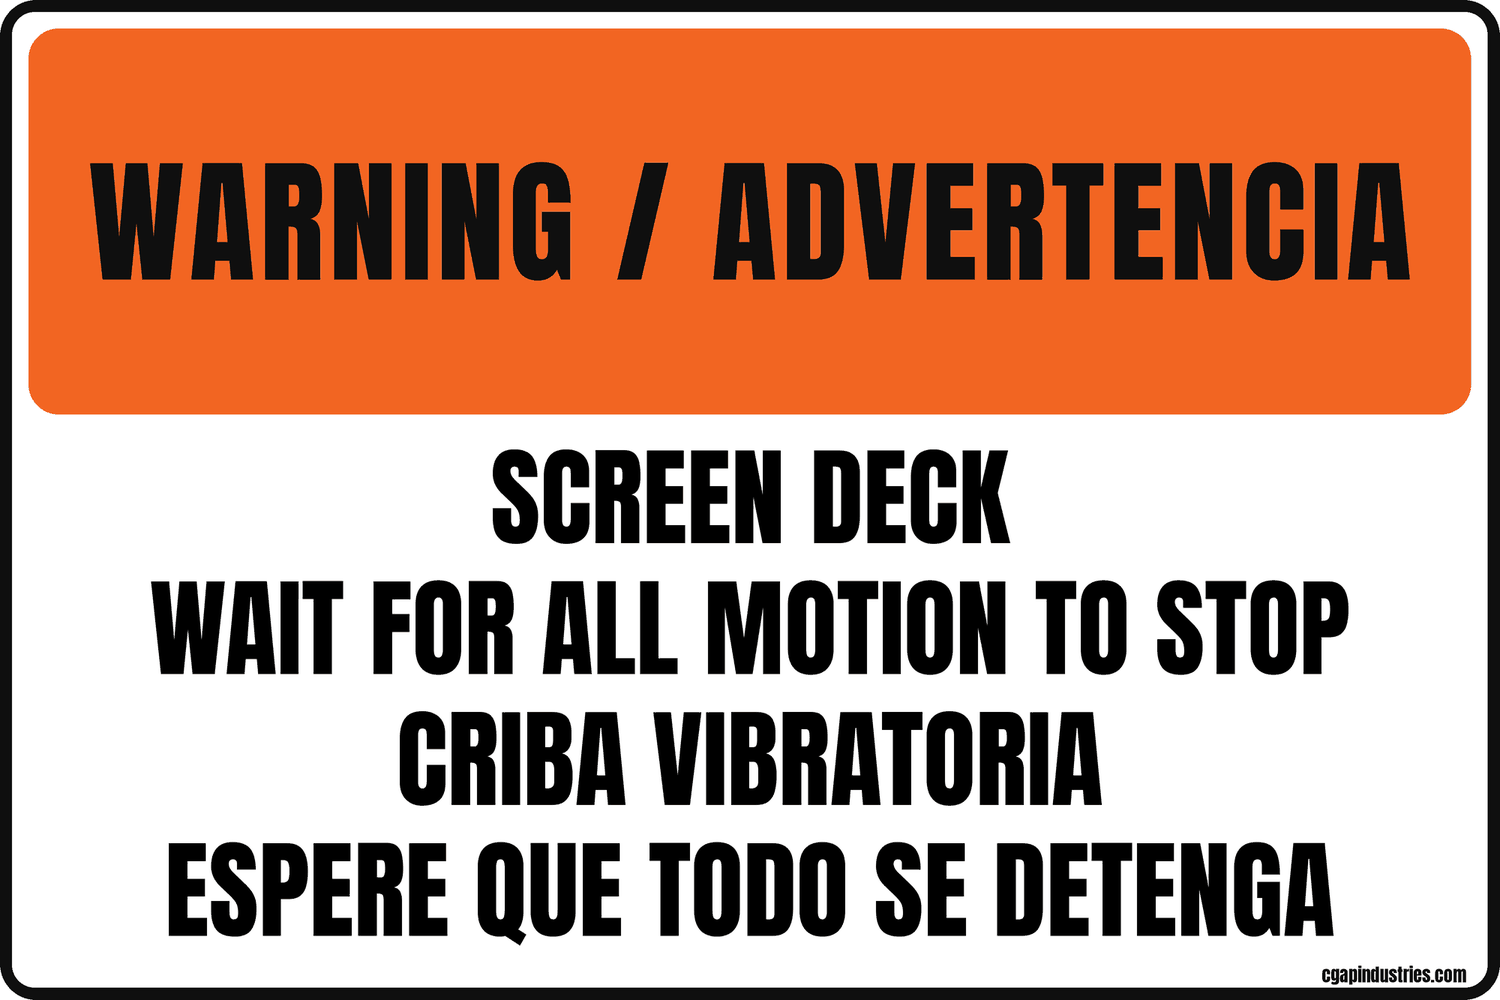 WARNING / ADVERTENCIA
SCREEN DECK
WAIT FOR ALL MOTION TO STOP
CRIBA VIBRATORIA
ESPERE QUE TODO SE DETENGA
cgapindustries.com